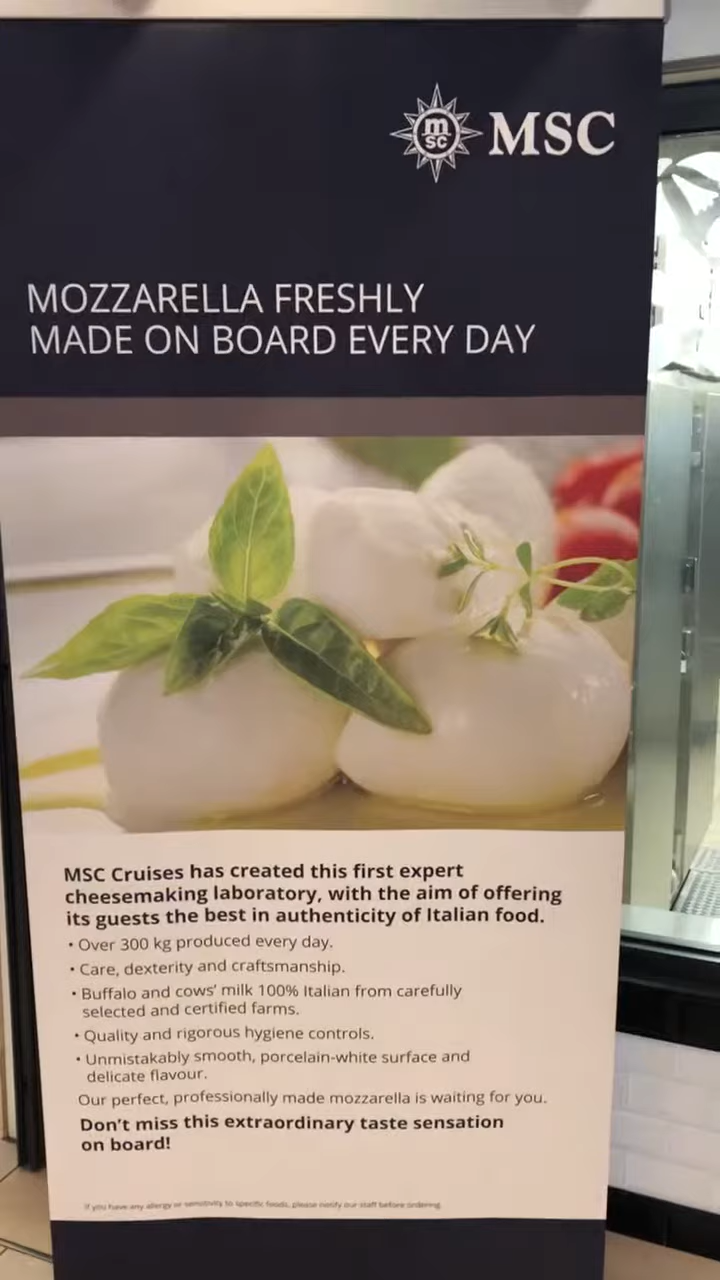 m
sc
MSC
MOZZARELLA FRESHLY
MADE ON BOARD EVERY DAY
MSC Cruises has created this first expert
cheesemaking laboratory, with the aim of offering
its guests the best in authenticity of Italian food.
• Over 300 kg produced every day.
• Care, dexterity and craftsmanship.
• Buffalo and cows' milk 100% Italian from carefully
selected and certified farms.
• Quality and rigorous hygiene controls.
• Unmistakably smooth, porcelain-white surface and
delicate flavour.
Our perfect, professionally made mozzarella is waiting for you.
Don't miss this extraordinary taste sensation
on board!
If you have any allergy or sensitivity to specific foods, please notify our staff before ordering.